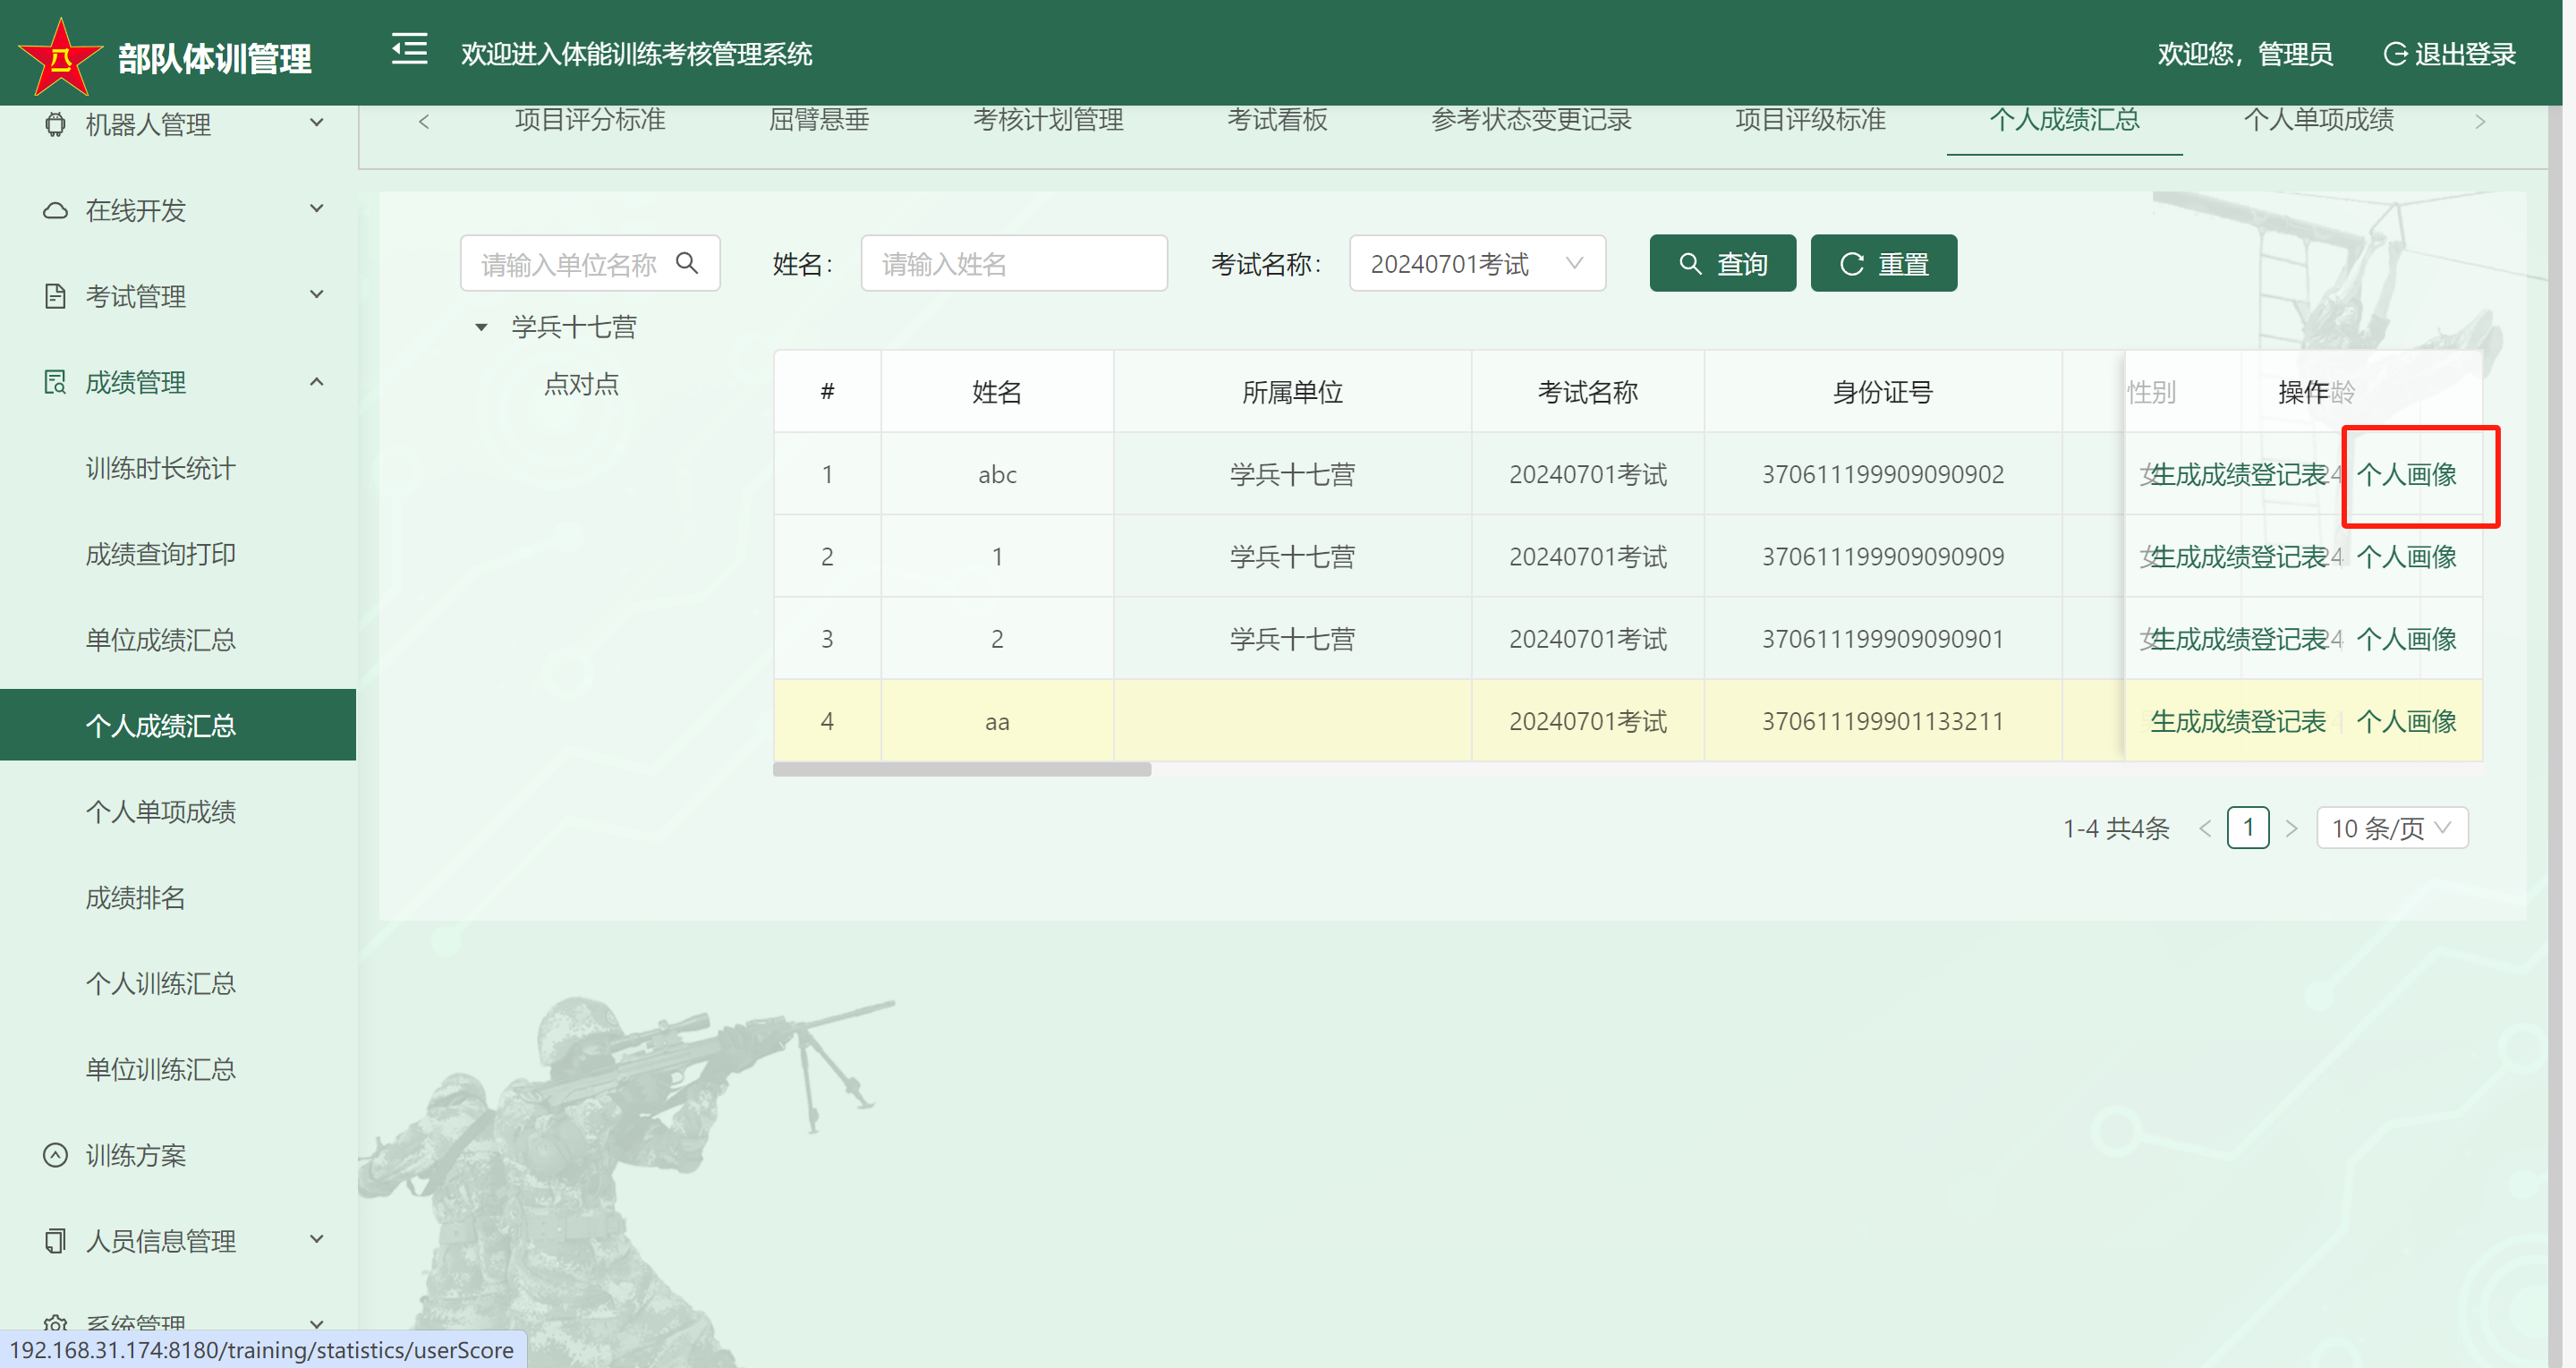 八
部队体训管理
欢迎进入体能训练考核管理系统
欢迎您，管理员
退出登录
机器人管理
在线开发
考试管理
成绩管理
训练时长统计
成绩查询打印
单位成绩汇总
个人成绩汇总
个人单项成绩
成绩排名
个人训练汇总
单位训练汇总
训练方案
人员信息管理
系统管理
项目评分标准 屈臂悬垂 考核计划管理 考试看板 参考状态变更记录 项目评级标准 个人成绩汇总 个人单项成绩
请输入单位名称 姓名： 请输入姓名 考试名称： 20240701考试 查询 重置
学兵十七营
点对点
# 姓名 所属单位 考试名称 身份证号 性别 操作 龄
1 abc 学兵十七营 20240701考试 370611199909090902 女 生成成绩登记表 24 个人画像
2 1 学兵十七营 20240701考试 370611199909090909 女 生成成绩登记表 24 个人画像
3 2 学兵十七营 20240701考试 370611199909090901 女 生成成绩登记表 24 个人画像
4 aa 20240701考试 370611199901133211 生成成绩登记表 个人画像
1-4 共4条 1 10 条/页
192.168.31.174:8180/training/statistics/userScore